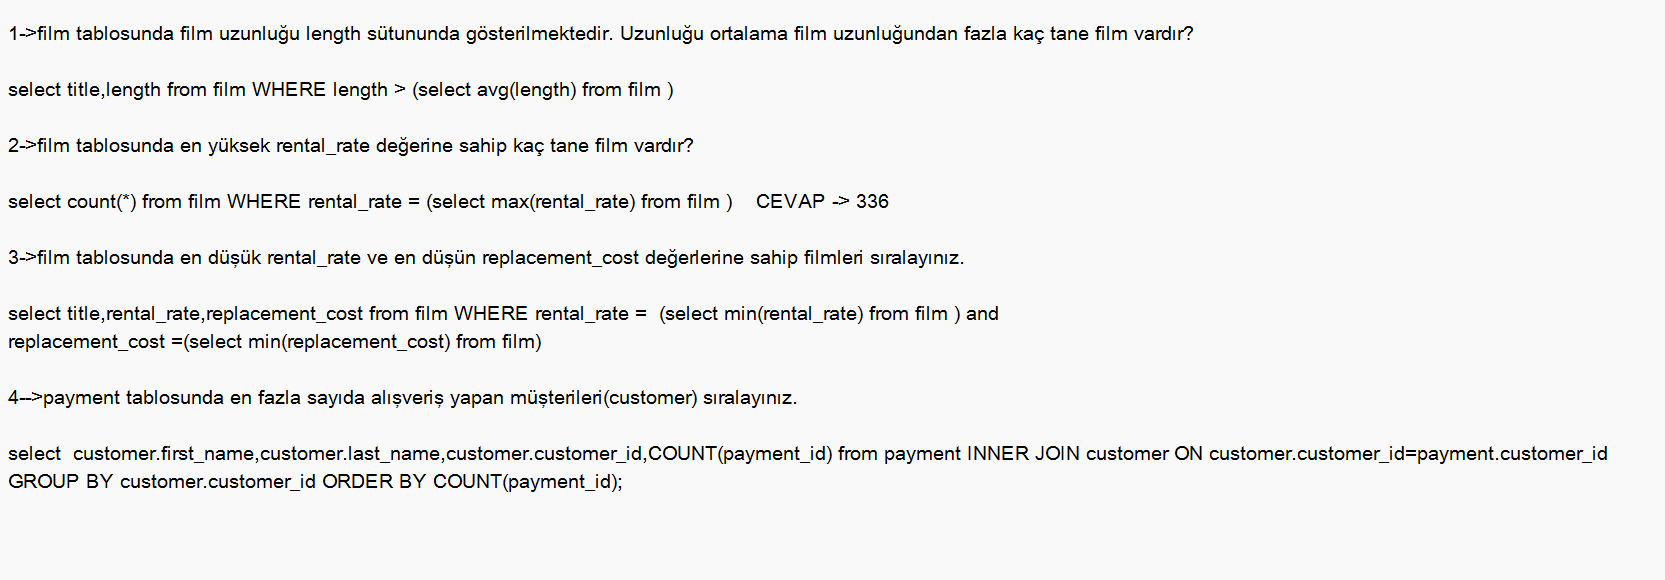 1->film tablosunda film uzunluğu length sütununda gösterilmektedir. Uzunluğu ortalama film uzunluğundan fazla kaç tane film vardır?
select title,length from film WHERE length > (select avg(length) from film )
2->film tablosunda en yüksek rental_rate değerine sahip kaç tane film vardır?
select count(*) from film WHERE rental_rate = (select max(rental_rate) from film )    CEVAP -> 336
3->film tablosunda en düşük rental_rate ve en düşün replacement_cost değerlerine sahip filmleri sıralayınız.
select title,rental_rate,replacement_cost from film WHERE rental_rate =  (select min(rental_rate) from film ) and
replacement_cost =(select min(replacement_cost) from film)
4-->payment tablosunda en fazla sayıda alışveriş yapan müşterileri(customer) sıralayınız.
select  customer.first_name,customer.last_name,customer.customer_id,COUNT(payment_id) from payment INNER JOIN customer ON customer.customer_id=payment.customer_id
GROUP BY customer.customer_id ORDER BY COUNT(payment_id);